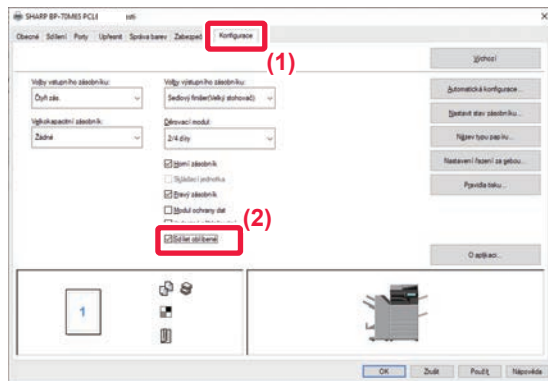 SHARP BP-70M65 PCL6
Obecné Sdílení Porty Upřesnit Správa barev Zabezpeč Konfigurace
(1)
Výchozí
Volby vstupního zásobníku:
Čtyři zás.
Volby výstupního zásobníku:
Sedlový finišer(Velký stohovač)
Automatická konfigurace...
Velkokapacitní zásobník:
Žádné
Děrovací modul:
2/4 díry
Nastavit stav zásobníku...
Název typu papíru...
Horní zásobník
Skládací jednotka
Pravý zásobník
Modul ochrany dat
Nastavení řazení za sebou...
Pravidla tisku...
(2)
Sdílet oblíbené
O aplikaci...
1
OK Zrušit Použít Nápověda